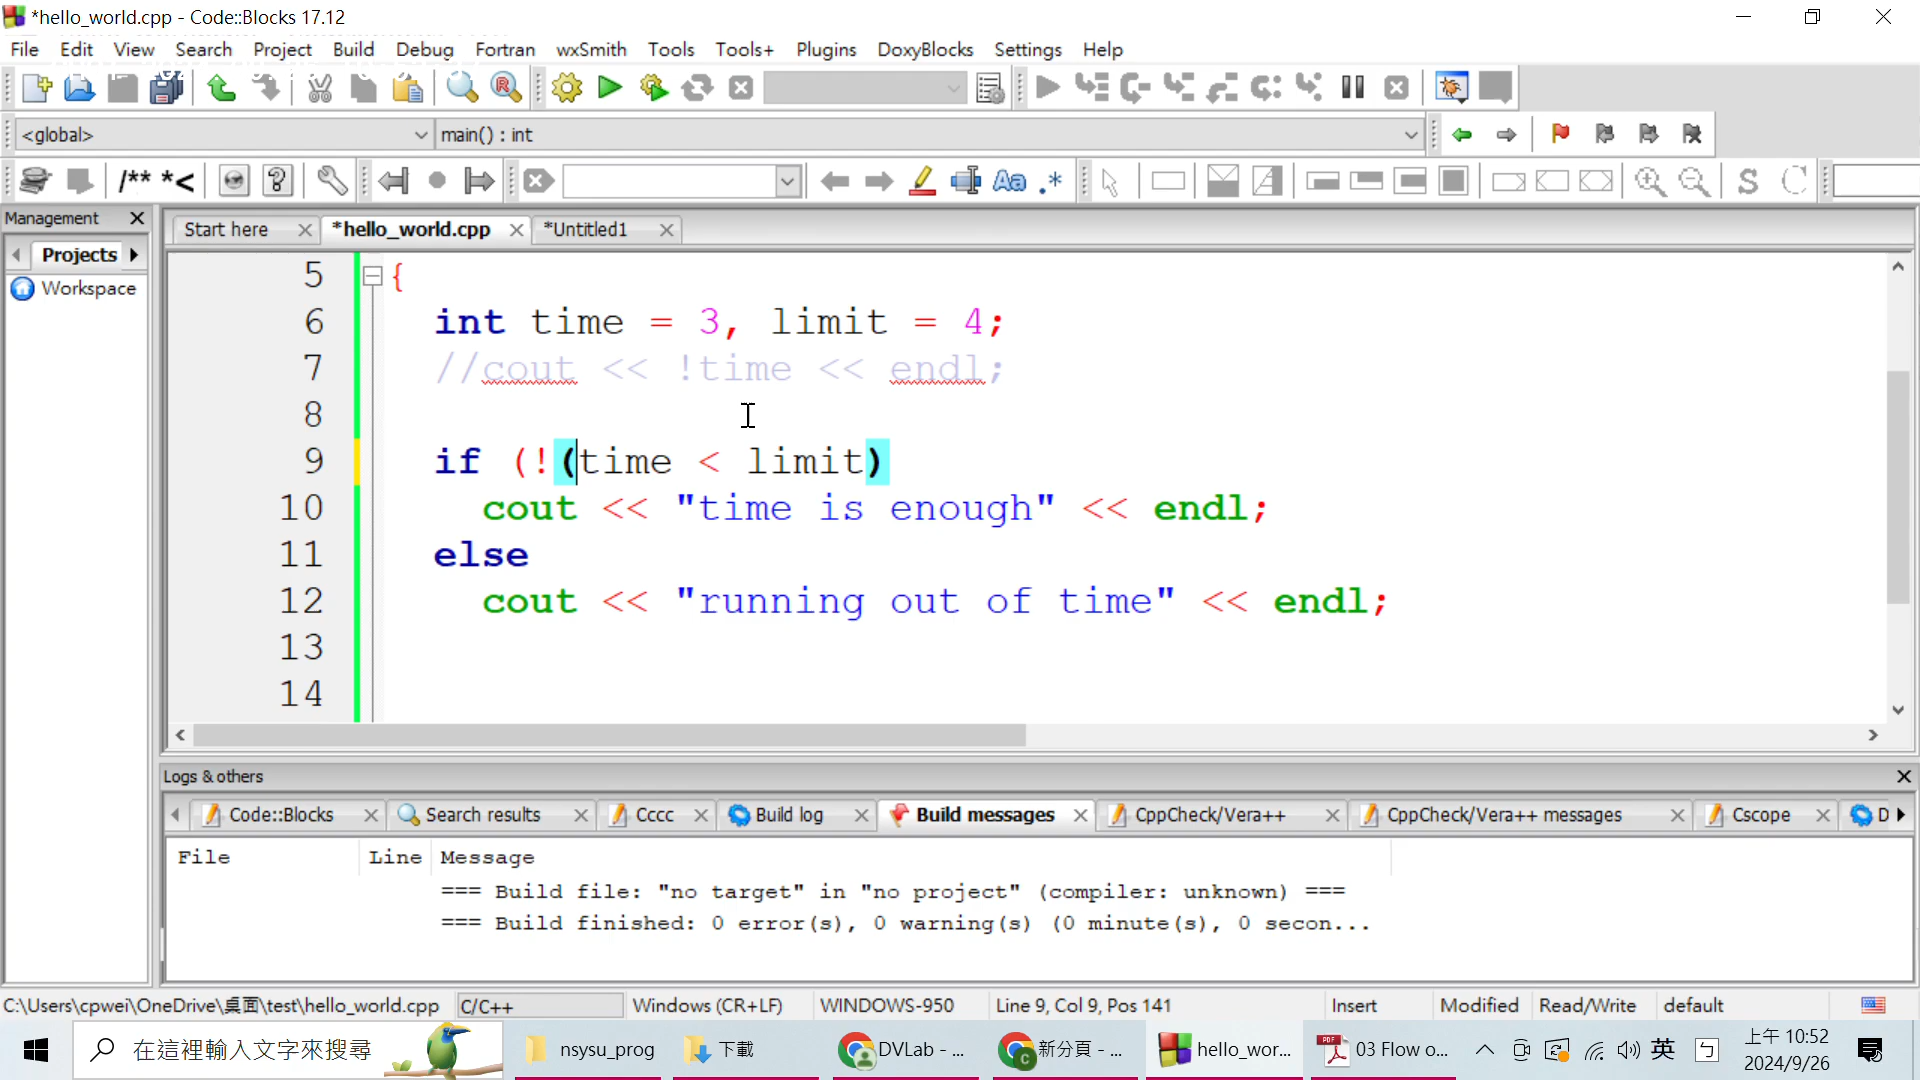 *hello_world.cpp - Code::Blocks 17.12
File Edit View Search Project Build Debug Fortran wxSmith Tools Tools+ Plugins DoxyBlocks Settings Help
<global> main() : int
/** *< Aa .* S
Management
Start here *hello_world.cpp *Untitled1
Projects
Workspace
5 {
6 int time = 3, limit = 4;
7 //cout << !time << endl;
8
9 if (!(time < limit)
10 cout << "time is enough" << endl;
11 else
12 cout << "running out of time" << endl;
13
14
Logs & others
Code::Blocks Search results Cccc Build log Build messages CppCheck/Vera++ CppCheck/Vera++ messages Cscope D
File Line Message
=== Build file: "no target" in "no project" (compiler: unknown) ===
=== Build finished: 0 error(s), 0 warning(s) (0 minute(s), 0 secon...
C:\Users\cpwei\OneDrive\桌面\test\hello_world.cpp C/C++ Windows (CR+LF) WINDOWS-950 Line 9, Col 9, Pos 141 Insert Modified Read/Write default
在這裡輸入文字來搜尋 nsysu_prog 下載 DVLab - ... 新分頁 - ... hello_wor... 03 Flow o... 英 ㄅ 上午 10:52
2024/9/26